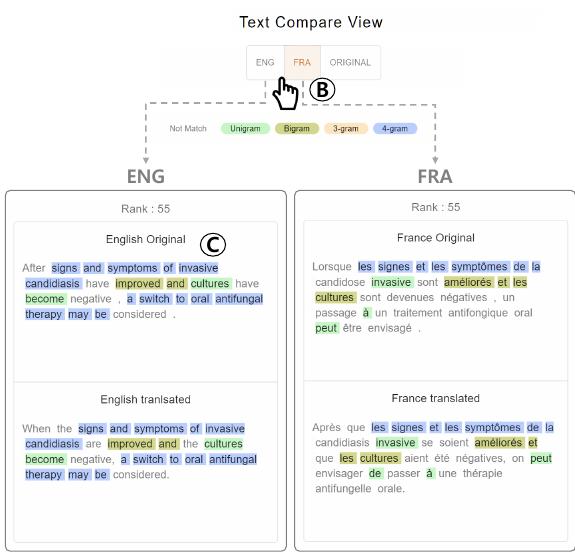 Text Compare View
ENG FRA ORIGINAL
B
Not Match Unigram Bigram 3-gram 4-gram
ENG
Rank : 55
English Original
C
After signs and symptoms of invasive
candidiasis have improved and cultures have
become negative , a switch to oral antifungal
therapy may be considered .
English tranlsated
When the signs and symptoms of invasive
candidiasis are improved and the cultures
become negative, a switch to oral antifungal
therapy may be considered.
FRA
Rank : 55
France Original
Lorsque les signes et les symptômes de la
candidose invasive sont améliorés et les
cultures sont devenues négatives , un
passage à un traitement antifongique oral
peut être envisagé .
France translated
Après que les signes et les symptômes de la
candidiasis invasive se soient améliorés et
que les cultures aient été négatives, on peut
envisager de passer à une thérapie
antifungelle orale.